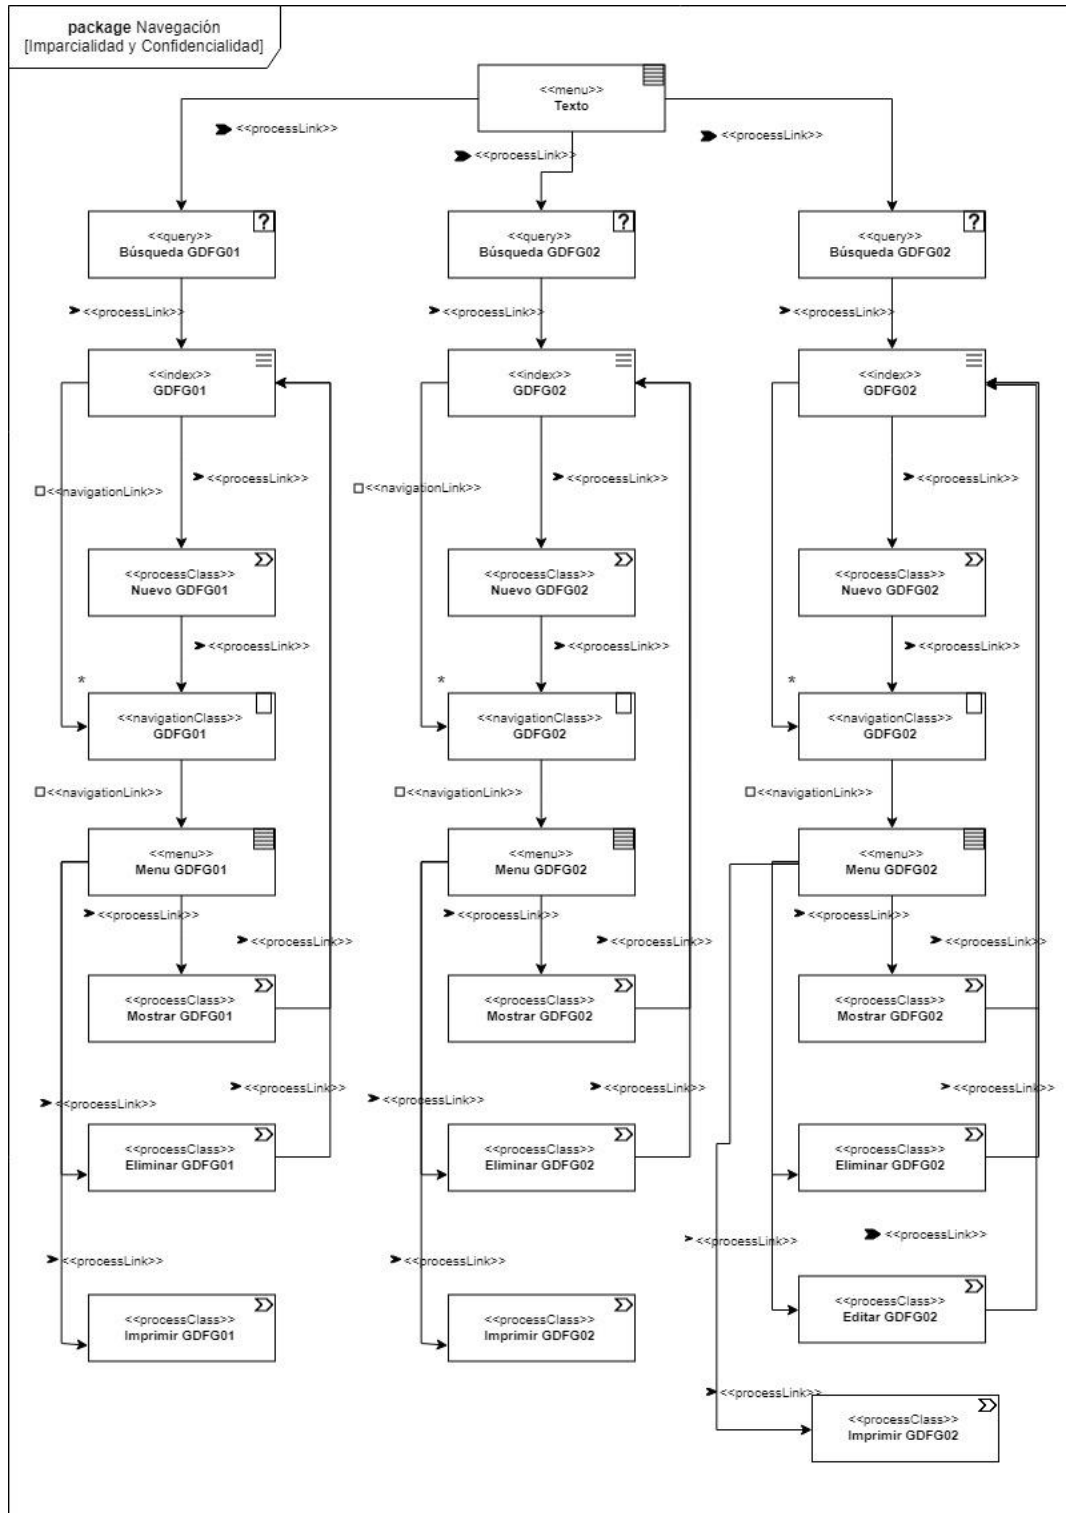 package Navegación
[Imparcialidad y Confidencialidad]
<<menu>>
Texto
<<processLink>>
<<processLink>>
<<processLink>>
?
<<query>>
Búsqueda GDFG01
?
<<query>>
Búsqueda GDFG02
?
<<query>>
Búsqueda GDFG02
<<processLink>>
<<processLink>>
<<processLink>>
<<index>>
GDFG01
<<index>>
GDFG02
<<index>>
GDFG02
<<navigationLink>>
<<processLink>>
<<navigationLink>>
<<processLink>>
<<processLink>>
<<processClass>>
Nuevo GDFG01
<<processClass>>
Nuevo GDFG02
<<processClass>>
Nuevo GDFG02
<<processLink>>
<<processLink>>
<<processLink>>
*
*
*
<<navigationClass>>
GDFG01
<<navigationClass>>
GDFG02
<<navigationClass>>
GDFG02
<<navigationLink>>
<<navigationLink>>
<<navigationLink>>
<<menu>>
Menu GDFG01
<<menu>>
Menu GDFG02
<<menu>>
Menu GDFG02
<<processLink>>
<<processLink>>
<<processLink>>
<<processLink>>
<<processLink>>
<<processLink>>
<<processClass>>
Mostrar GDFG01
<<processClass>>
Mostrar GDFG02
<<processClass>>
Mostrar GDFG02
<<processLink>>
<<processLink>>
<<processLink>>
<<processLink>>
<<processLink>>
<<processClass>>
Eliminar GDFG01
<<processClass>>
Eliminar GDFG02
<<processClass>>
Eliminar GDFG02
<<processLink>>
<<processLink>>
<<processLink>>
<<processLink>>
<<processClass>>
Imprimir GDFG01
<<processClass>>
Imprimir GDFG02
<<processClass>>
Editar GDFG02
<<processLink>>
<<processClass>>
Imprimir GDFG02